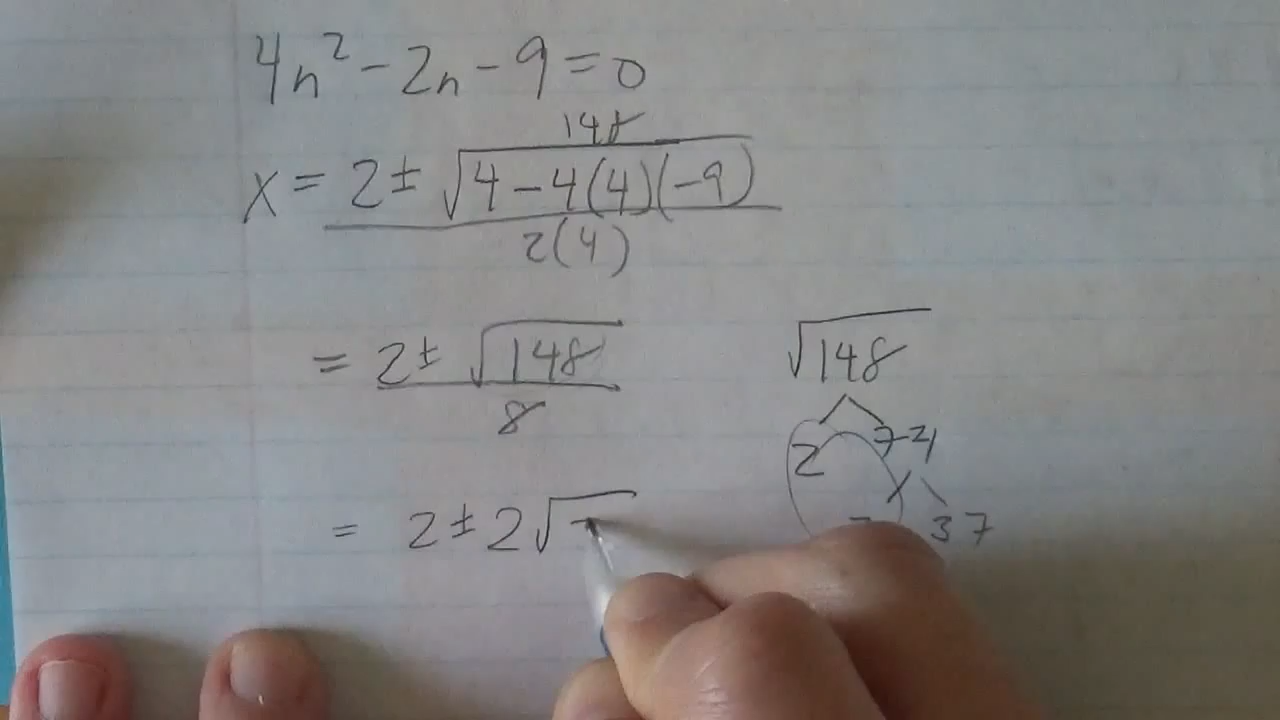 4n² - 2n - 9 = 0
148
x = 2 ± √4 - 4(4)(-9)
2(4)
= 2 ± √148
8
√148
2 74
37
= 2 ± 2√